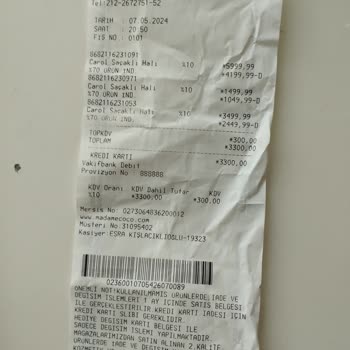 Tel:212-2672751-52
TARİH : 07.05.2024
SAAT : 20:50
FİŞ NO : 0101
8682116231091
Carol Saçaklı Halı %10 *5999,99
%70 ÜRÜN İND. *4199,99-D
8682116230971
Carol Saçaklı Halı %10 *1499,99
%70 ÜRÜN İND. *1049,99-D
8682116231053
Carol Saçaklı Halı %10 *3499,99
%70 ÜRÜN İND. *2449,99-D
TOPKDV *300,00
TOPLAM *3300,00
KREDİ KARTI *3300,00
Vakıfbank Debit
Provizyon No : 888888
KDV Oranı KDV Dahil Tutar KDV
%10 *3300,00 *300,00
Mersis No: 0273064836200012
www.madamecoco.com
Müşteri No:31095402
Kasiyer:ESRA KIŞLACIKLIOĞLU-19323
02360010705426070089
ÖNEMLİ NOT:KULLANILMAMIŞ ÜRÜNLERDE İADE VE
DEĞİŞİM İŞLEMLERİ 1 AY İÇİNDE SATIŞ BELGESİ
İLE GERÇEKLEŞTİRİLİR KREDİ KARTI İADESİ İÇİN
KREDİ KARTI SLİBİ GEREKLİDİR
HEDİYE DEĞİŞİM KARTI BELGESİ İLE
SADECE DEĞİŞİM İŞLEMİ YAPILMAKTADIR.
MAĞAZALARIMIZDAN SATIN ALINAN 2.KALİTE
ÜRÜNLERDE İADE VE DEĞİŞİM